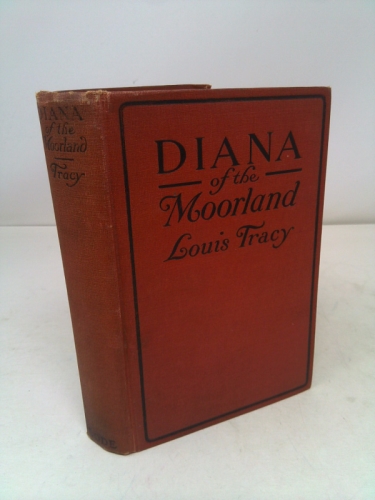 DIANA
of the
Moorland
Tracy
DIANA
of the
Moorland
Louis Tracy